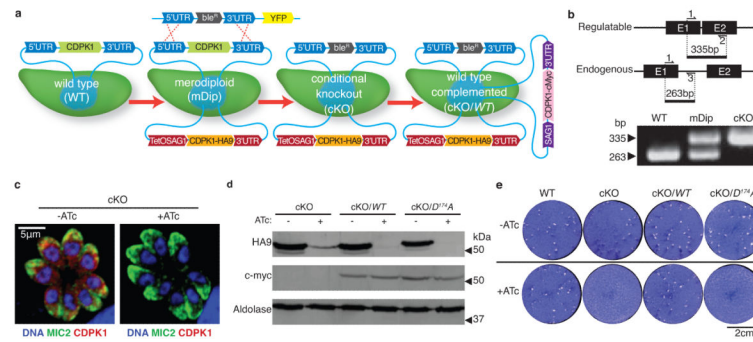 a
5'UTR bleR 3'UTR YFP
5'UTR CDPK1 3'UTR
5'UTR CDPK1 3'UTR
5'UTR bleR 3'UTR
5'UTR bleR 3'UTR
wild type
(WT)
merodiploid
(mDip)
conditional
knockout
(cKO)
wild type
complemented
(cKO/WT)
TetOSAG1 CDPK1-HA9 3'UTR
TetOSAG1 CDPK1-HA9 3'UTR
TetOSAG1 CDPK1-HA9 3'UTR
SAG1 CDPK1-cMyc 3'UTR
b
Regulatable
1
E1 E2
2
335bp
Endogenous
1
E1 E2
3
263bp
bp WT mDip cKO
335
263
c
cKO
-ATc +ATc
5μm
DNA MIC2 CDPK1
DNA MIC2 CDPK1
d
cKO cKO/WT cKO/D174A
ATc: - + - + - +
kDa
HA9
50
c-myc
50
Aldolase
37
e
WT cKO cKO/WT cKO/D174A
-ATc
+ATc
2cm